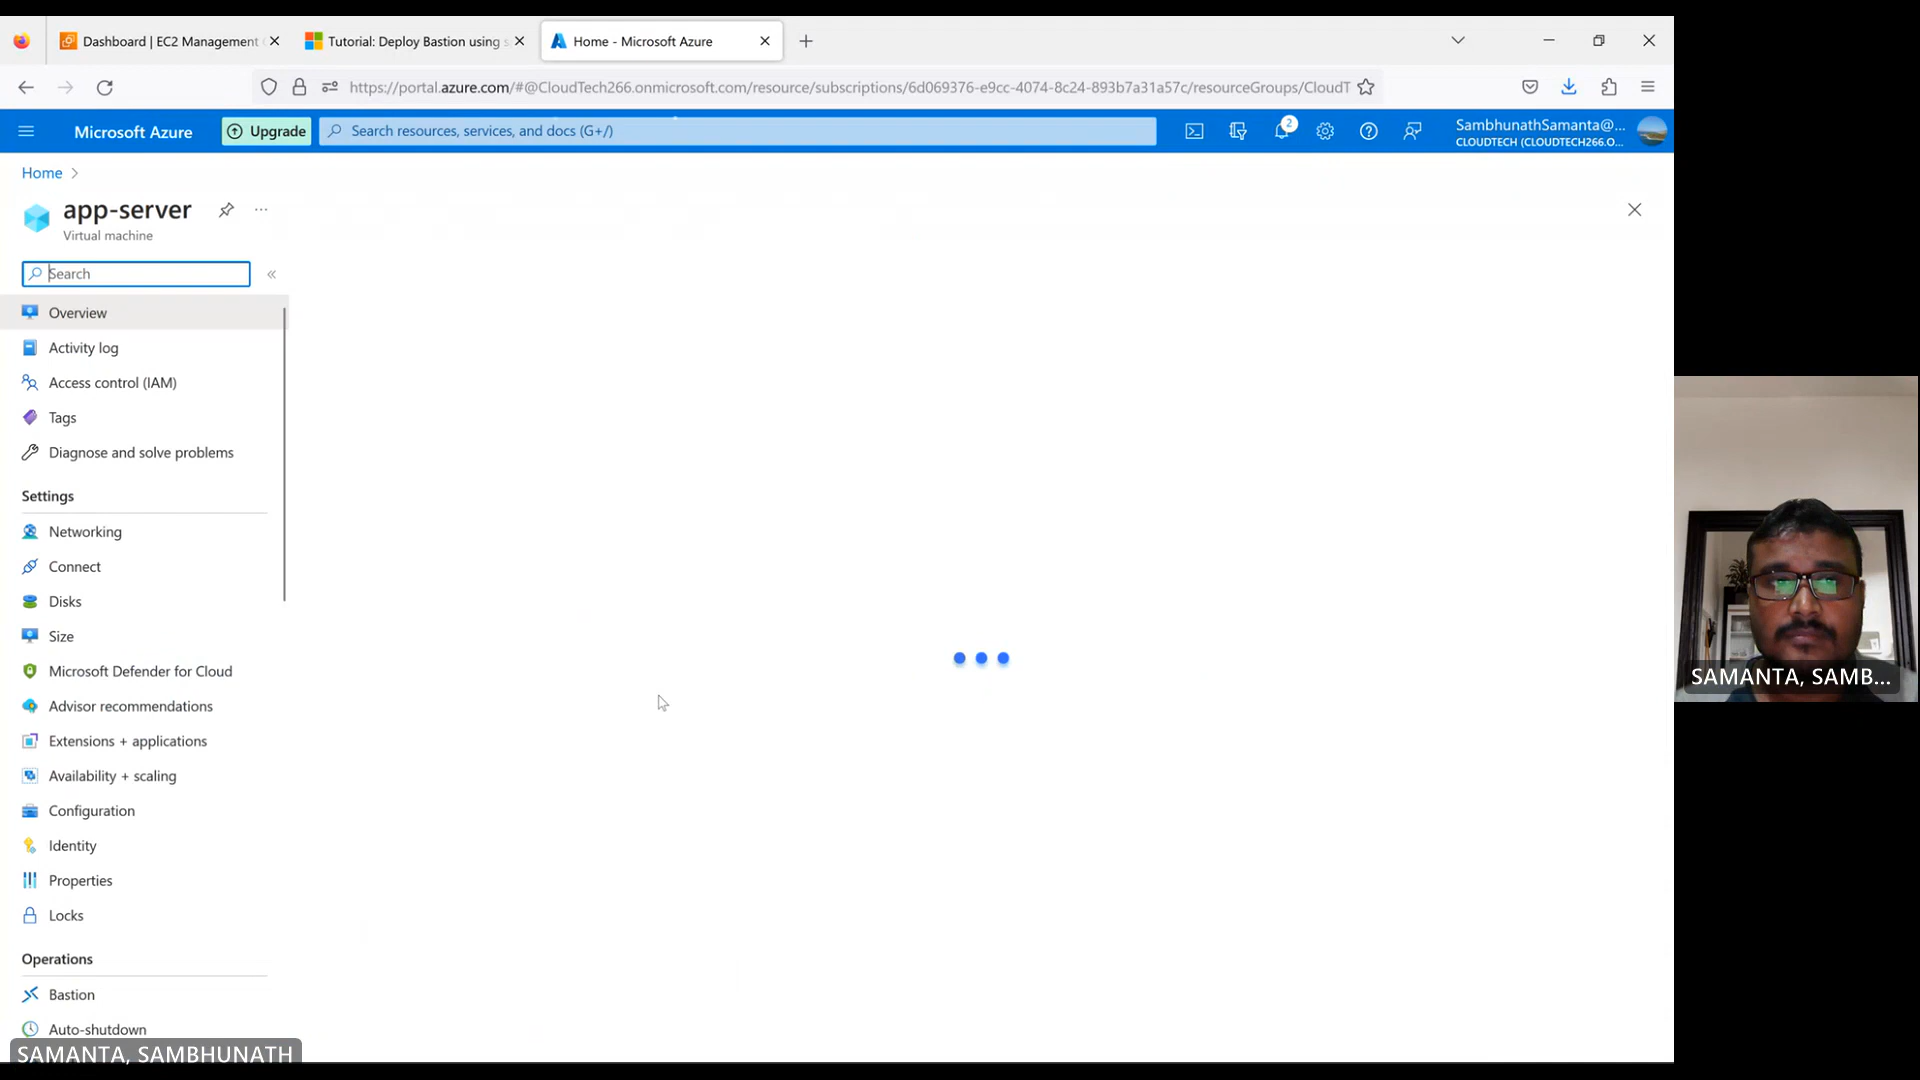 Dashboard | EC2 Management
Tutorial: Deploy Bastion using s
Home - Microsoft Azure
https://portal.azure.com/#@CloudTech266.onmicrosoft.com/resource/subscriptions/6d069376-e9cc-4074-8c24-893b7a31a57c/resourceGroups/CloudT
Microsoft Azure
Upgrade
Search resources, services, and docs (G+/)
2
SambhunathSamanta@...
CLOUDTECH (CLOUDTECH266.O...
Home
app-server
...
Virtual machine
Search
Overview
Activity log
Access control (IAM)
Tags
Diagnose and solve problems
Settings
Networking
Connect
Disks
Size
Microsoft Defender for Cloud
Advisor recommendations
Extensions + applications
Availability + scaling
Configuration
Identity
Properties
Locks
Operations
Bastion
Auto-shutdown
SAMANTA, SAMBHUNATH
SAMANTA, SAMB...